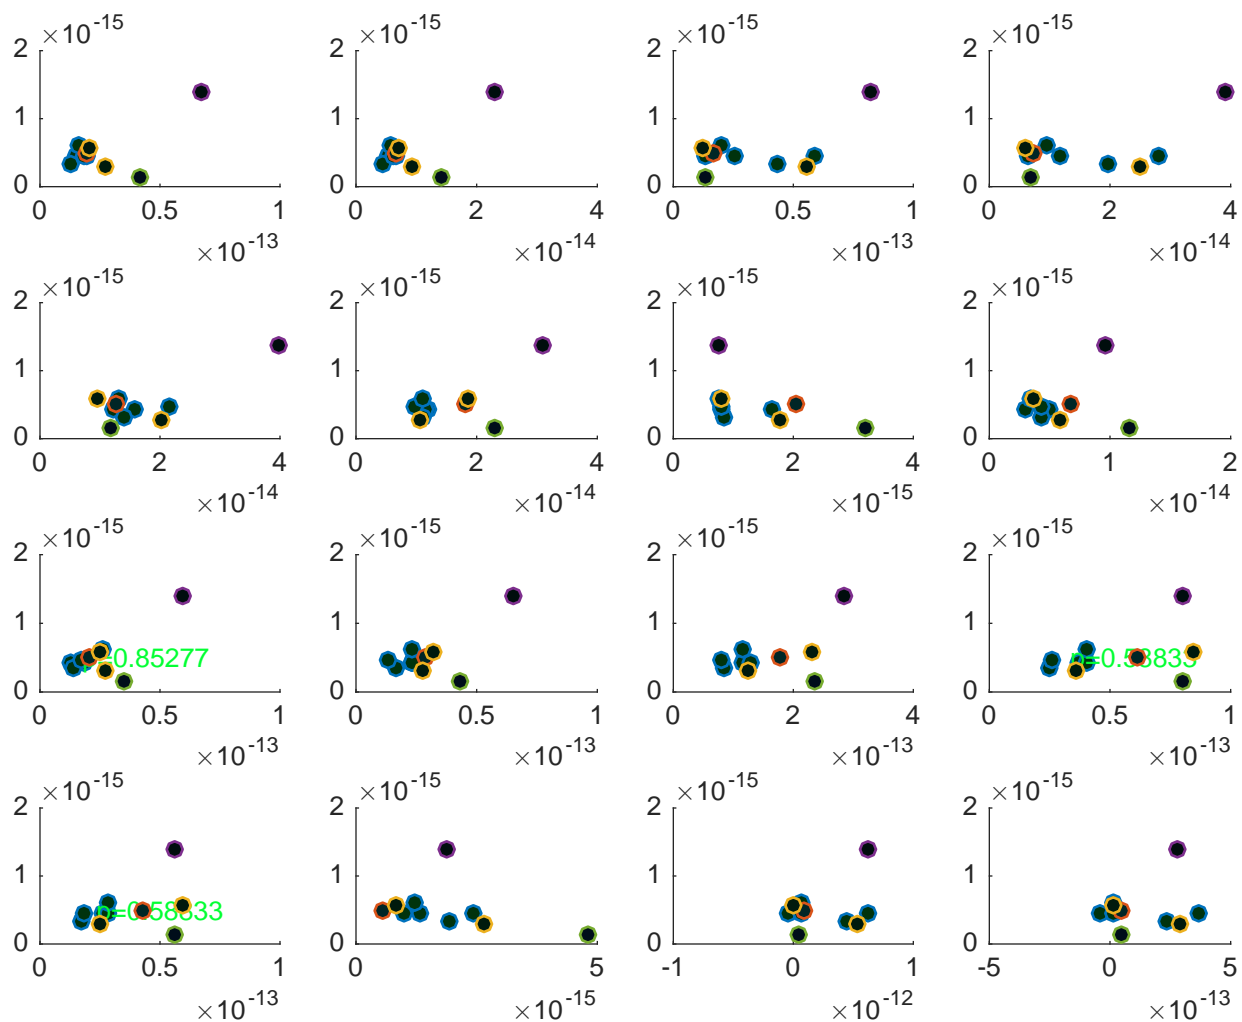 ×10⁻¹⁵ ×10⁻¹⁵ ×10⁻¹⁵ ×10⁻¹⁵
2 2 2 2
1 1 1 1
0 0 0 0
0 0.5 1 0 2 4 0 0.5 1 0 2 4
×10⁻¹³ ×10⁻¹⁴ ×10⁻¹³ ×10⁻¹⁴
×10⁻¹⁵ ×10⁻¹⁵ ×10⁻¹⁵ ×10⁻¹⁵
2 2 2 2
1 1 1 1
0 0 0 0
0 2 4 0 2 4 0 2 4 0 1 2
×10⁻¹⁴ ×10⁻¹⁴ ×10⁻¹⁵ ×10⁻¹⁴
×10⁻¹⁵ ×10⁻¹⁵ ×10⁻¹⁵ ×10⁻¹⁵
2 2 2 2
1 1 1 1
=0.85277 p=0.58833
0 0 0 0
0 0.5 1 0 1 0 2 4 0 0.5 1
×10⁻¹³ ×10⁻¹³ ×10⁻¹³ ×10⁻¹³
×10⁻¹⁵ ×10⁻¹⁵ ×10⁻¹⁵ ×10⁻¹⁵
2 2 2 2
1 1 1 1
p=0.58833
0 0 0 0
0 0.5 1 0 5 -1 0 1 -5 0 5
×10⁻¹³ ×10⁻¹⁵ ×10⁻¹² ×10⁻¹³